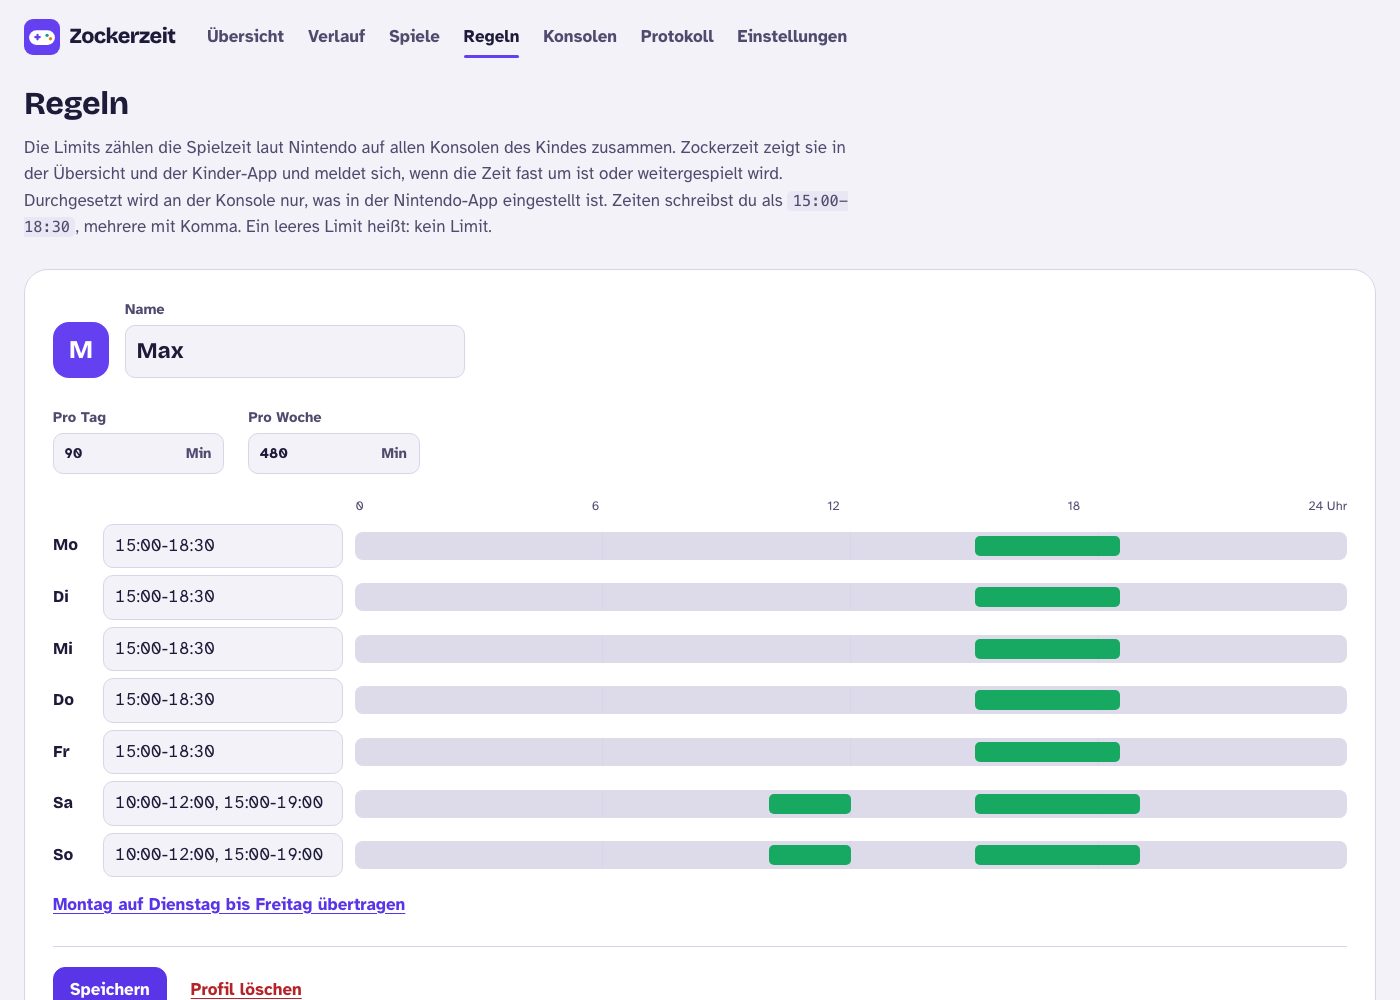 Zockerzeit Übersicht Verlauf Spiele Regeln Konsolen Protokoll Einstellungen
Regeln
Die Limits zählen die Spielzeit laut Nintendo auf allen Konsolen des Kindes zusammen. Zockerzeit zeigt sie in
der Übersicht und der Kinder-App und meldet sich, wenn die Zeit fast um ist oder weitergespielt wird.
Durchgesetzt wird an der Konsole nur, was in der Nintendo-App eingestellt ist. Zeiten schreibst du als 15:00–
18:30, mehrere mit Komma. Ein leeres Limit heißt: kein Limit.
Name
M Max
Pro Tag Pro Woche
90 Min 480 Min
0 6 12 18 24 Uhr
Mo 15:00-18:30
Di 15:00-18:30
Mi 15:00-18:30
Do 15:00-18:30
Fr 15:00-18:30
Sa 10:00-12:00, 15:00-19:00
So 10:00-12:00, 15:00-19:00
Montag auf Dienstag bis Freitag übertragen
Speichern Profil löschen